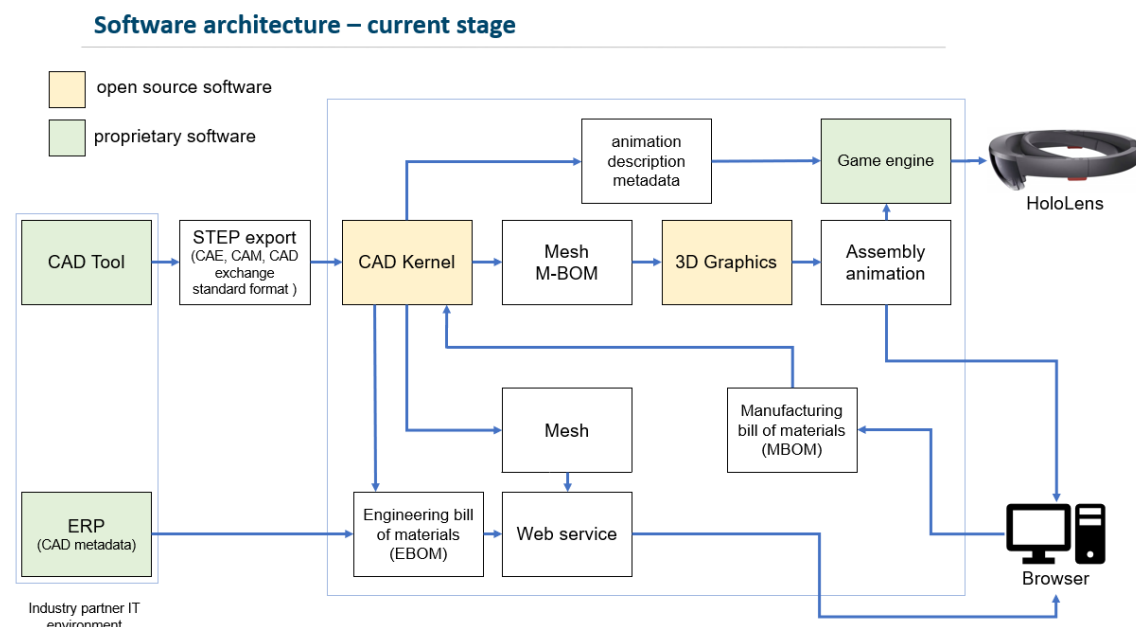 Software architecture – current stage
open source software
proprietary software
animation
description
metadata
Game engine
HoloLens
CAD Tool
STEP export
(CAE, CAM, CAD
exchange
standard format )
CAD Kernel
Mesh
M-BOM
3D Graphics
Assembly
animation
Mesh
Manufacturing
bill of materials
(MBOM)
ERP
(CAD metadata)
Engineering bill
of materials
(EBOM)
Web service
Browser
Industry partner IT
environment